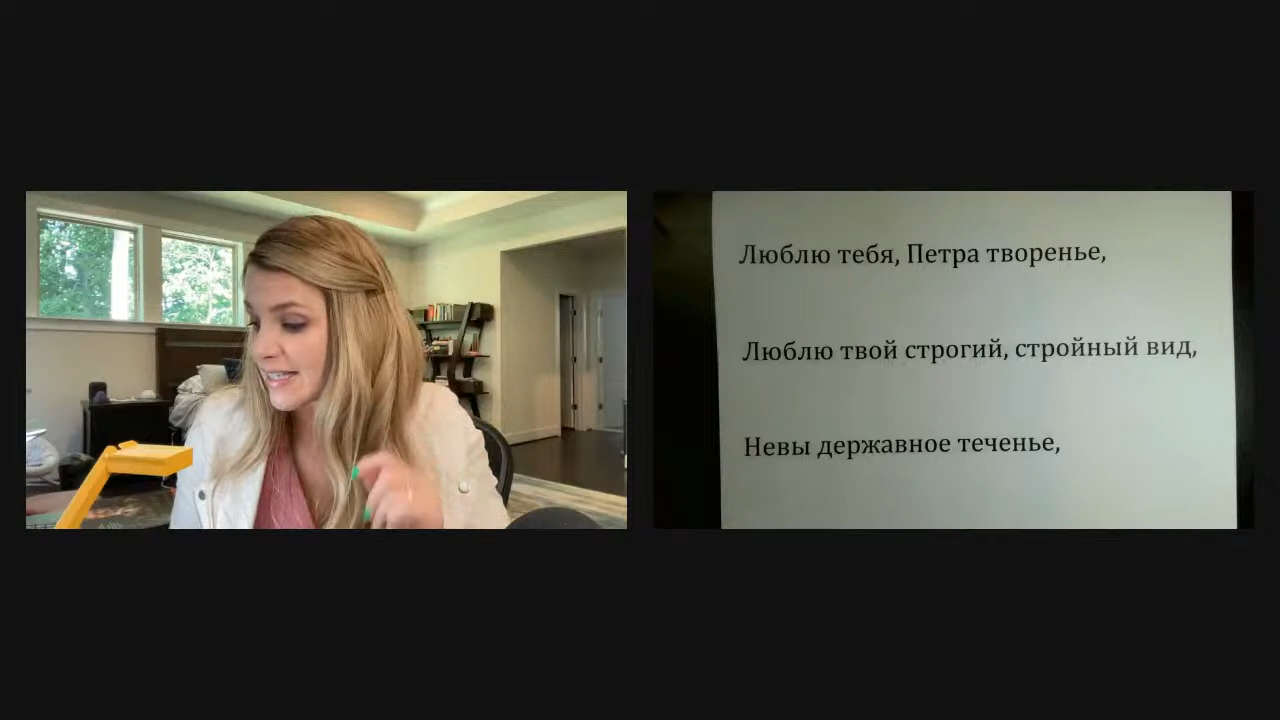 Люблю тебя, Петра творенье,
Люблю твой строгий, стройный вид,
Невы державное теченье,